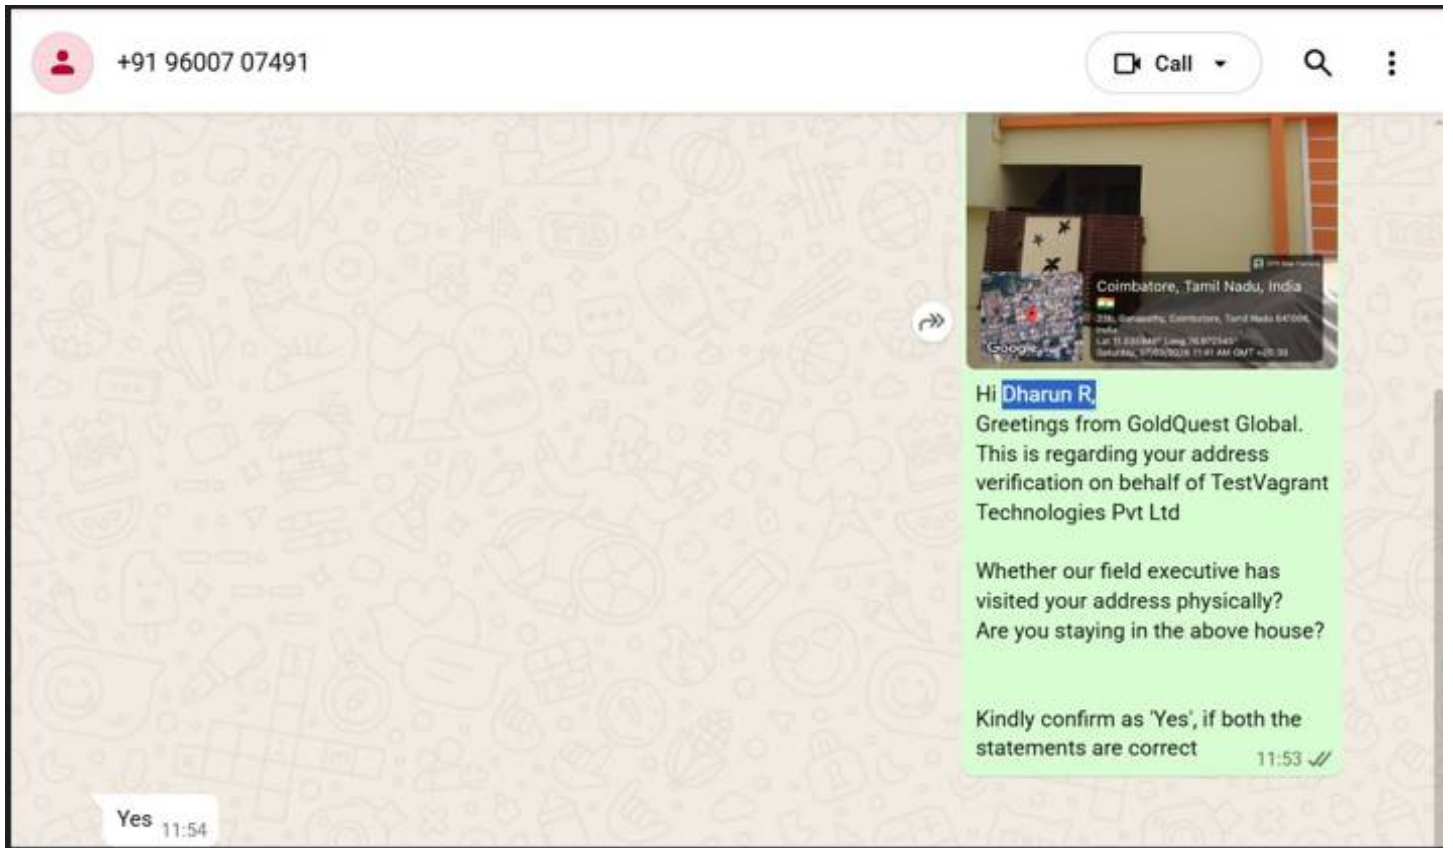 +91 96007 07491
Call
Coimbatore, Tamil Nadu, India
Google
Hi Dharun R,
Greetings from GoldQuest Global.
This is regarding your address
verification on behalf of TestVagrant
Technologies Pvt Ltd
Whether our field executive has
visited your address physically?
Are you staying in the above house?
Kindly confirm as 'Yes', if both the
statements are correct
11:53
Yes
11:54